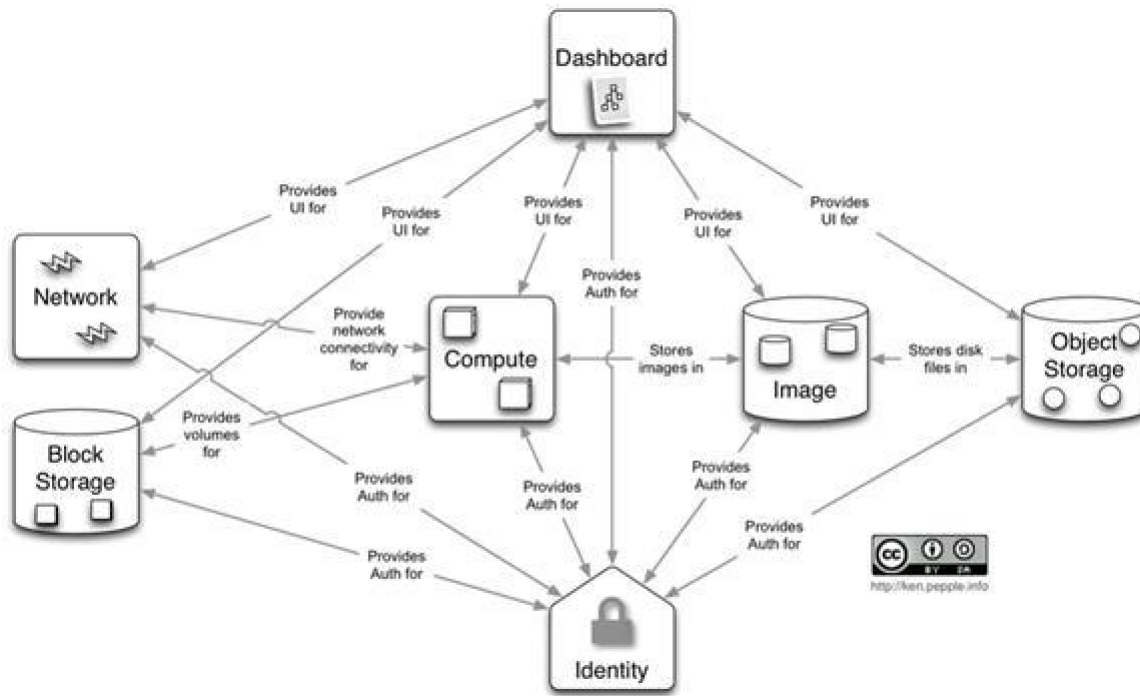 Dashboard
Provides
UI for
Provides
UI for
Provides
UI for
Provides
UI for
Provides
UI for
Provides
Auth for
Network
Provide
network
connectivity
for
Compute
Stores
images in
Image
Stores disk
files in
Object
Storage
Provides
volumes
for
Block
Storage
Provides
Auth for
Provides
Auth for
Provides
Auth for
Provides
Auth for
Provides
Auth for
cc
BY
http://ken.pepple.info
Identity